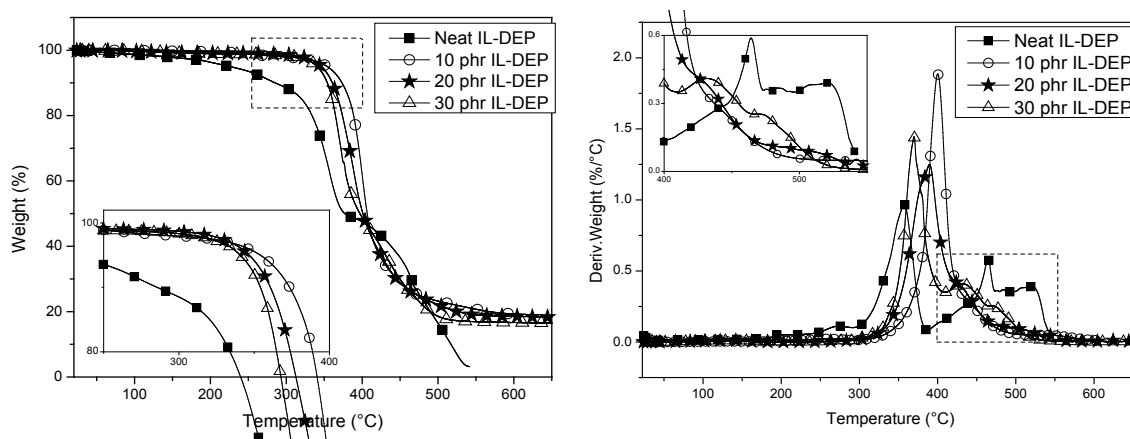 Neat IL-DEP
10 phr IL-DEP
20 phr IL-DEP
30 phr IL-DEP
Weight (%)
120
100
80
60
40
20
0
100
80
300
400
100
200
300
400
500
600
Temperature (°C)
Neat IL-DEP
10 phr IL-DEP
20 phr IL-DEP
30 phr IL-DEP
Deriv.Weight (%/°C)
2.0
1.5
1.0
0.5
0.0
0.6
0.3
0.0
400
500
100
200
300
400
500
600
Temperature (°C)